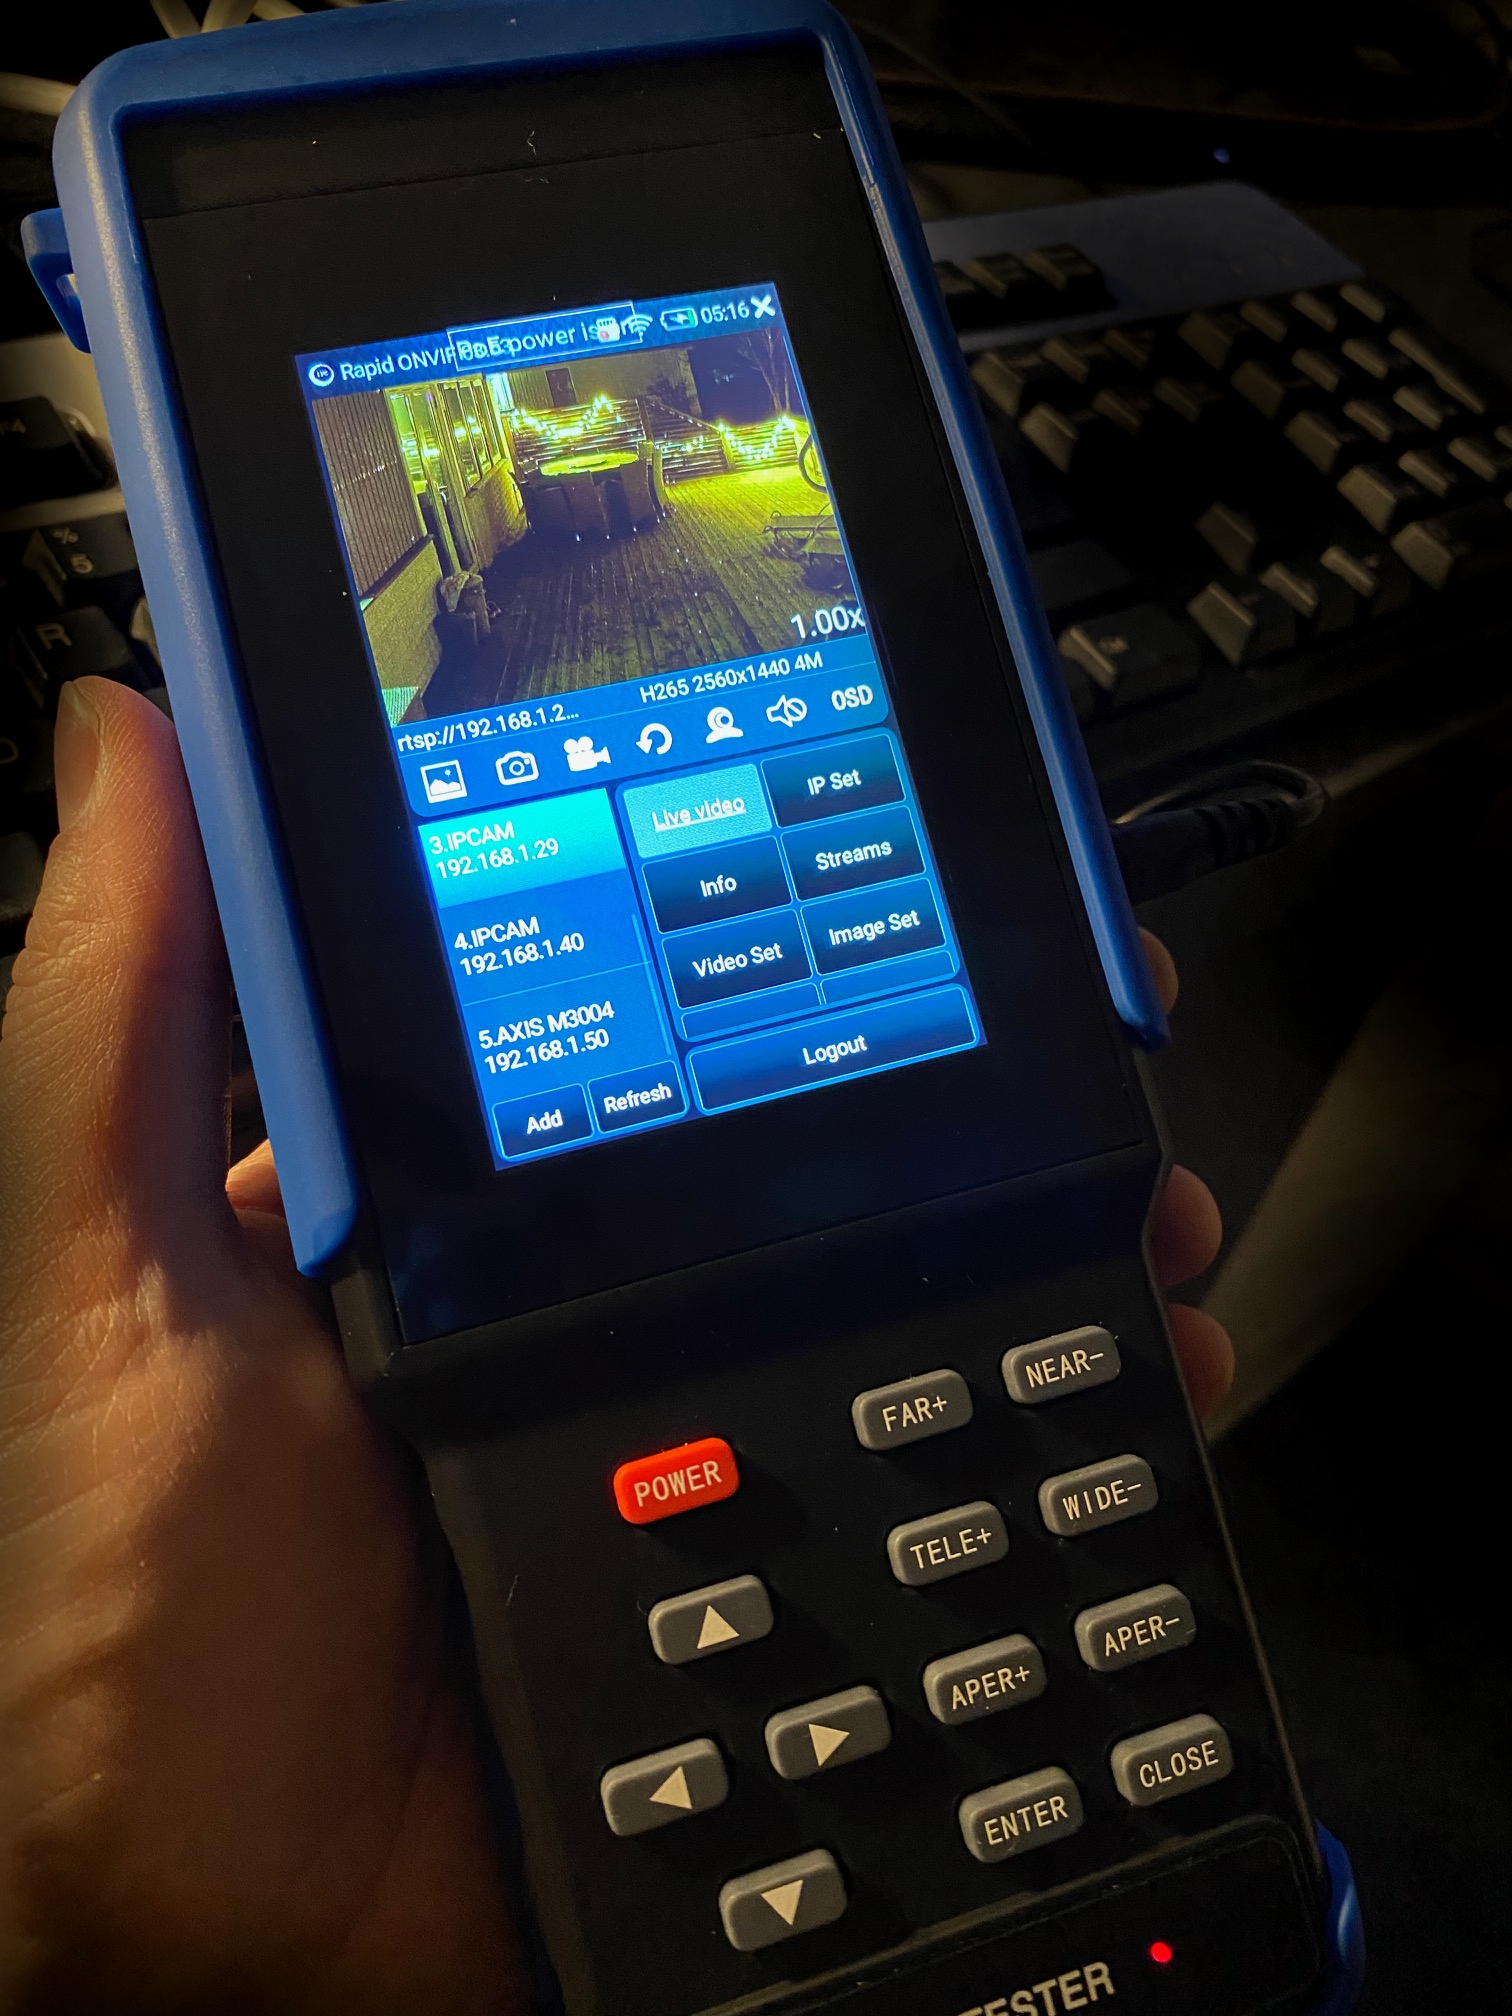 Rapid ONVIF
PoE power is on
05:16
1.00x
rtsp://192.168.1.2...
H265 2560x1440 4M
OSD
3.IPCAM
192.168.1.29
4.IPCAM
192.168.1.40
5.AXIS M3004
192.168.1.50
Add
Refresh
Live video
IP Set
Info
Streams
Video Set
Image Set
Logout
POWER
FAR+
NEAR-
TELE+
WIDE-
APER+
APER-
ENTER
CLOSE
TESTER
%
5
R